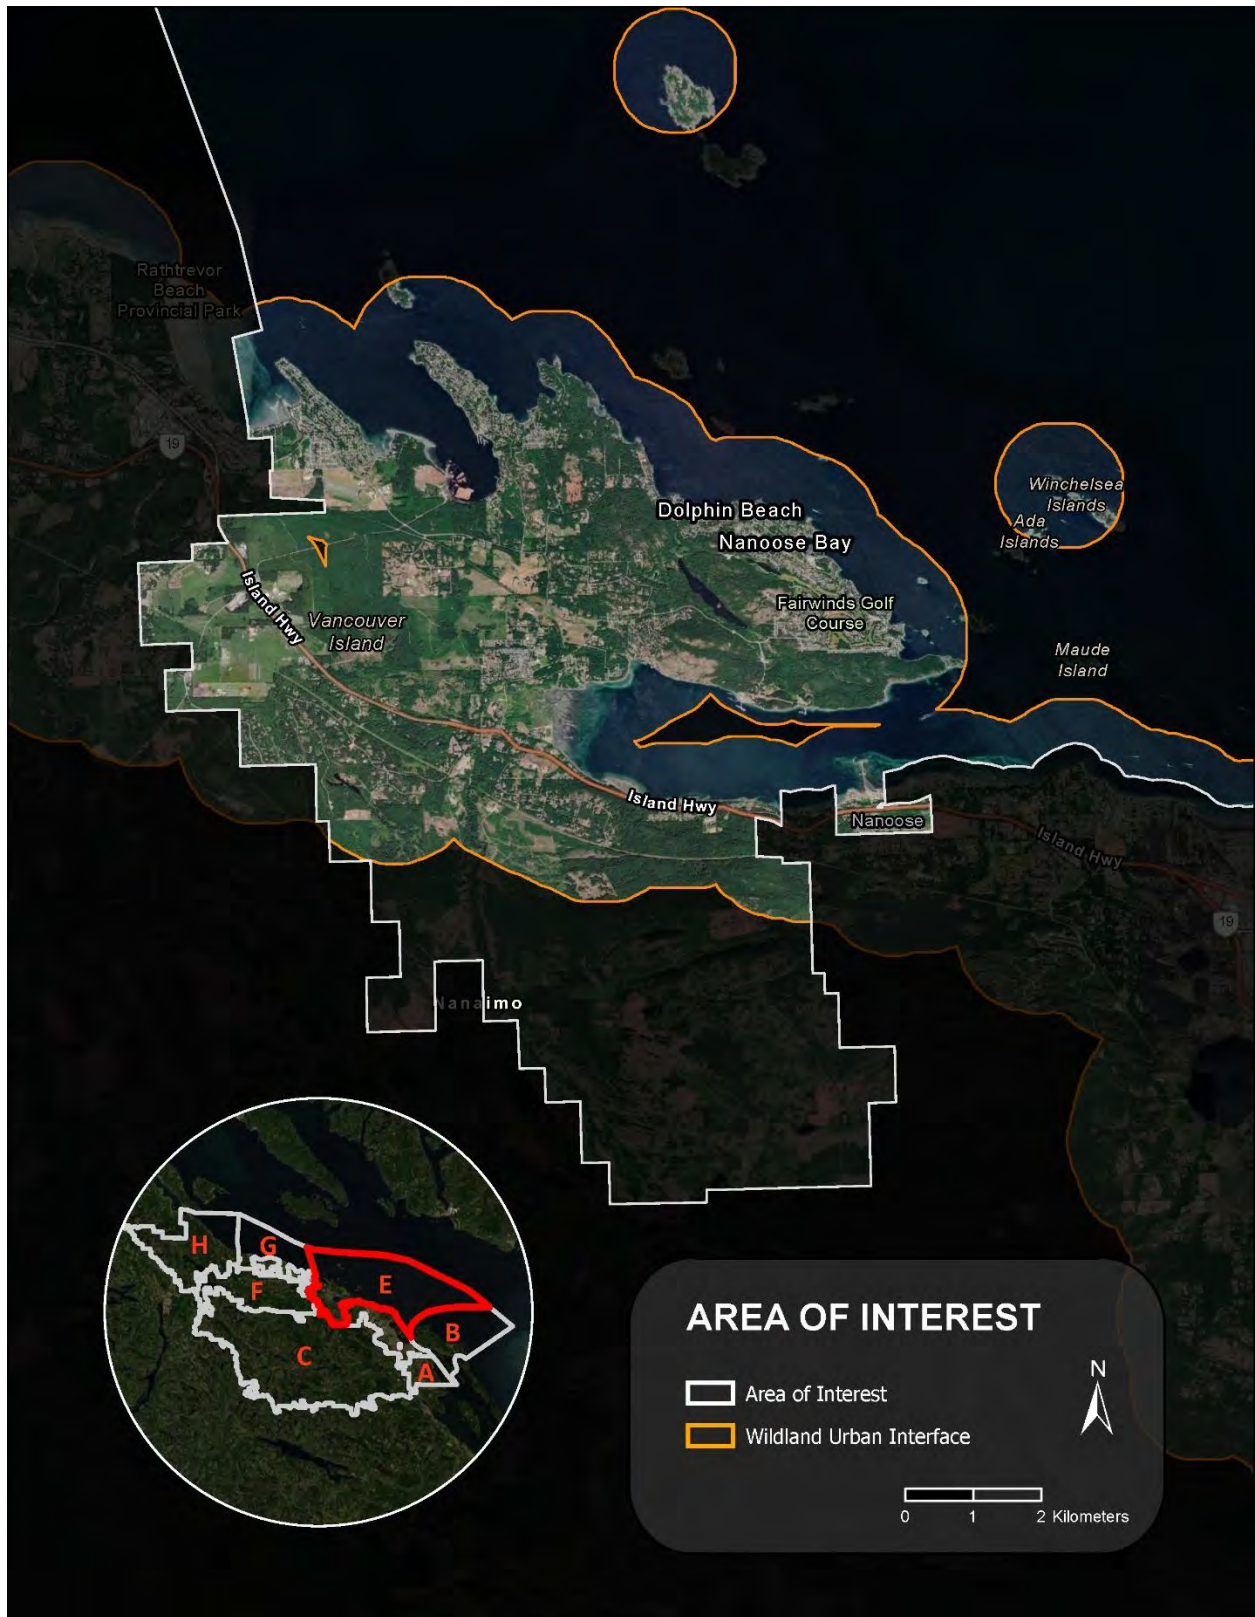 Rathtrevor
Beach
Provincial Park
19
Winchelsea
Islands
Ada
Islands
Dolphin Beach
Nanoose Bay
Island Hwy
Vancouver
Island
Fairwinds Golf
Course
Maude
Island
Island Hwy
Nanoose
Island Hwy
19
Nanaimo
H
G
F
E
B
C
A
AREA OF INTEREST
Area of Interest
Wildland Urban Interface
N
0 1 2 Kilometers